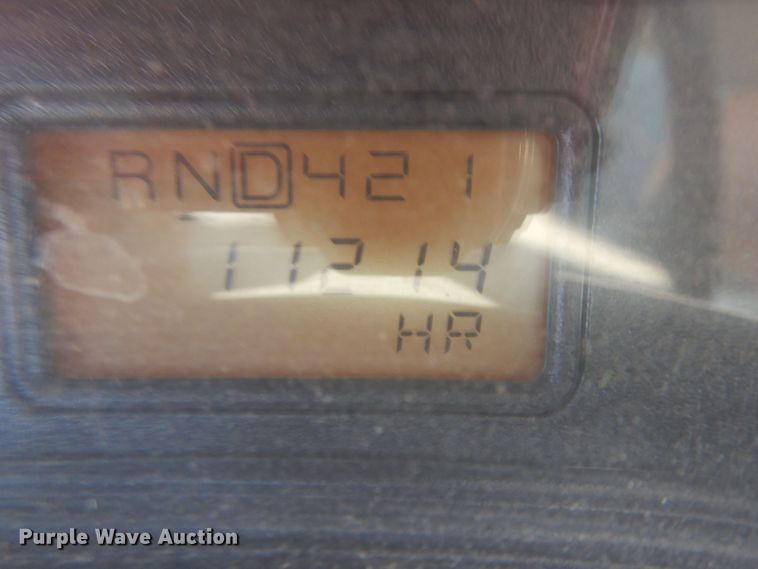 RND421
11214
HR
Purple Wave Auction